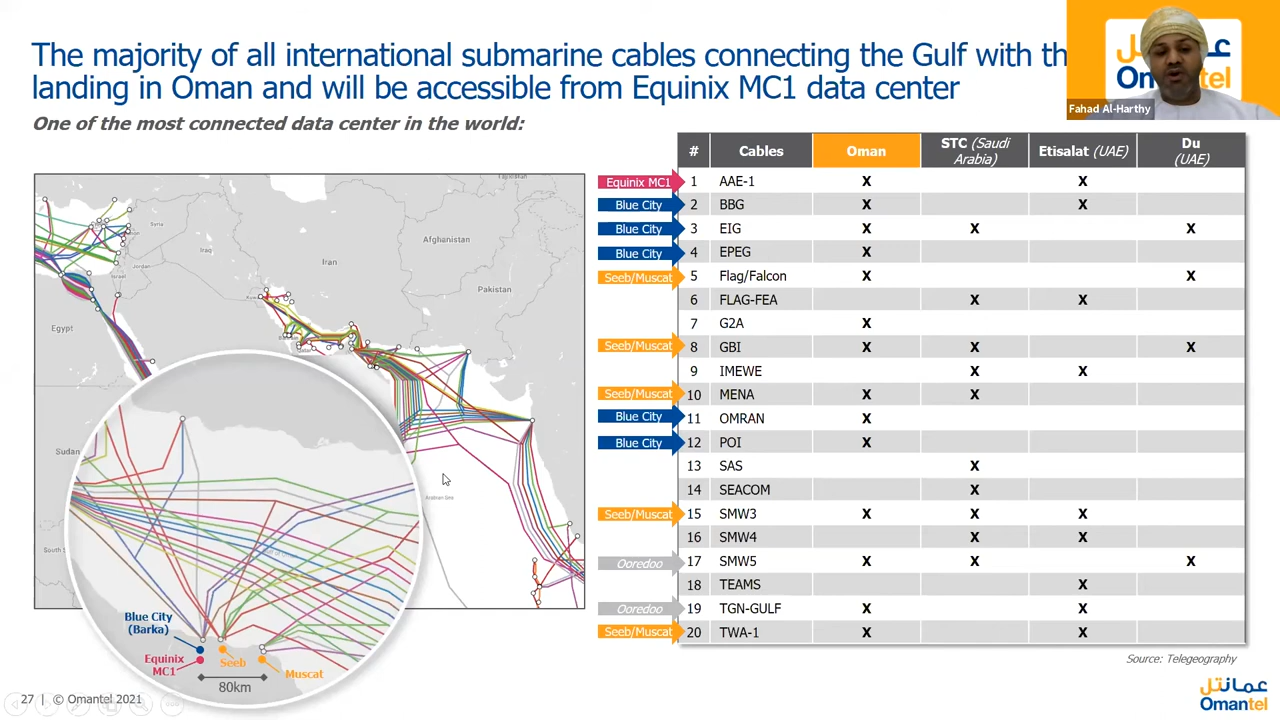 The majority of all international submarine cables connecting the Gulf with th
landing in Oman and will be accessible from Equinix MC1 data center
One of the most connected data center in the world:
عمانتل
Omantel
Fahad Al-Harthy
# Cables Oman STC (Saudi Arabia) Etisalat (UAE) Du (UAE)
Equinix MC1 1 AAE-1 X X
Blue City 2 BBG X X
Blue City 3 EIG X X X
Blue City 4 EPEG X
Seeb/Muscat 5 Flag/Falcon X X
6 FLAG-FEA X X
7 G2A X
Seeb/Muscat 8 GBI X X X
9 IMEWE X X
Seeb/Muscat 10 MENA X X
Blue City 11 OMRAN X
Blue City 12 POI X
13 SAS X
14 SEACOM X
Seeb/Muscat 15 SMW3 X X X
16 SMW4 X X
Ooredoo 17 SMW5 X X X
18 TEAMS X
Ooredoo 19 TGN-GULF X X
Seeb/Muscat 20 TWA-1 X X
Syria
Iraq
Iran
Afghanistan
Israel
Jordan
Pakistan
Egypt
Sudan
Arabian Sea
Blue City
(Barka)
Equinix
MC1
Seeb
Muscat
80km
Source: Telegeography
27 | © Omantel 2021
عمانتل
Omantel